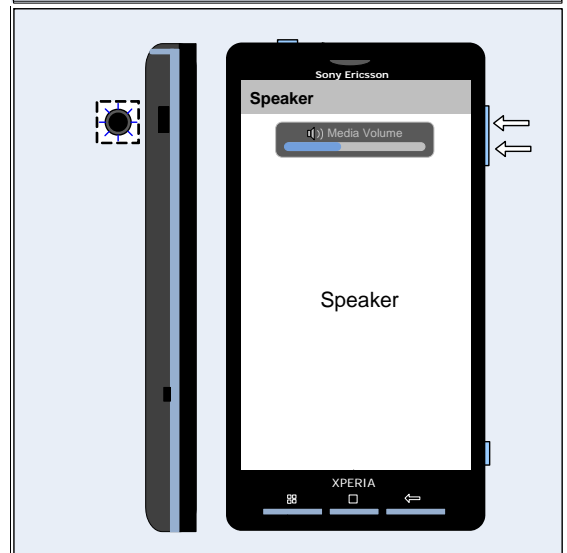 Sony Ericsson
Speaker
Media Volume
Speaker
XPERIA